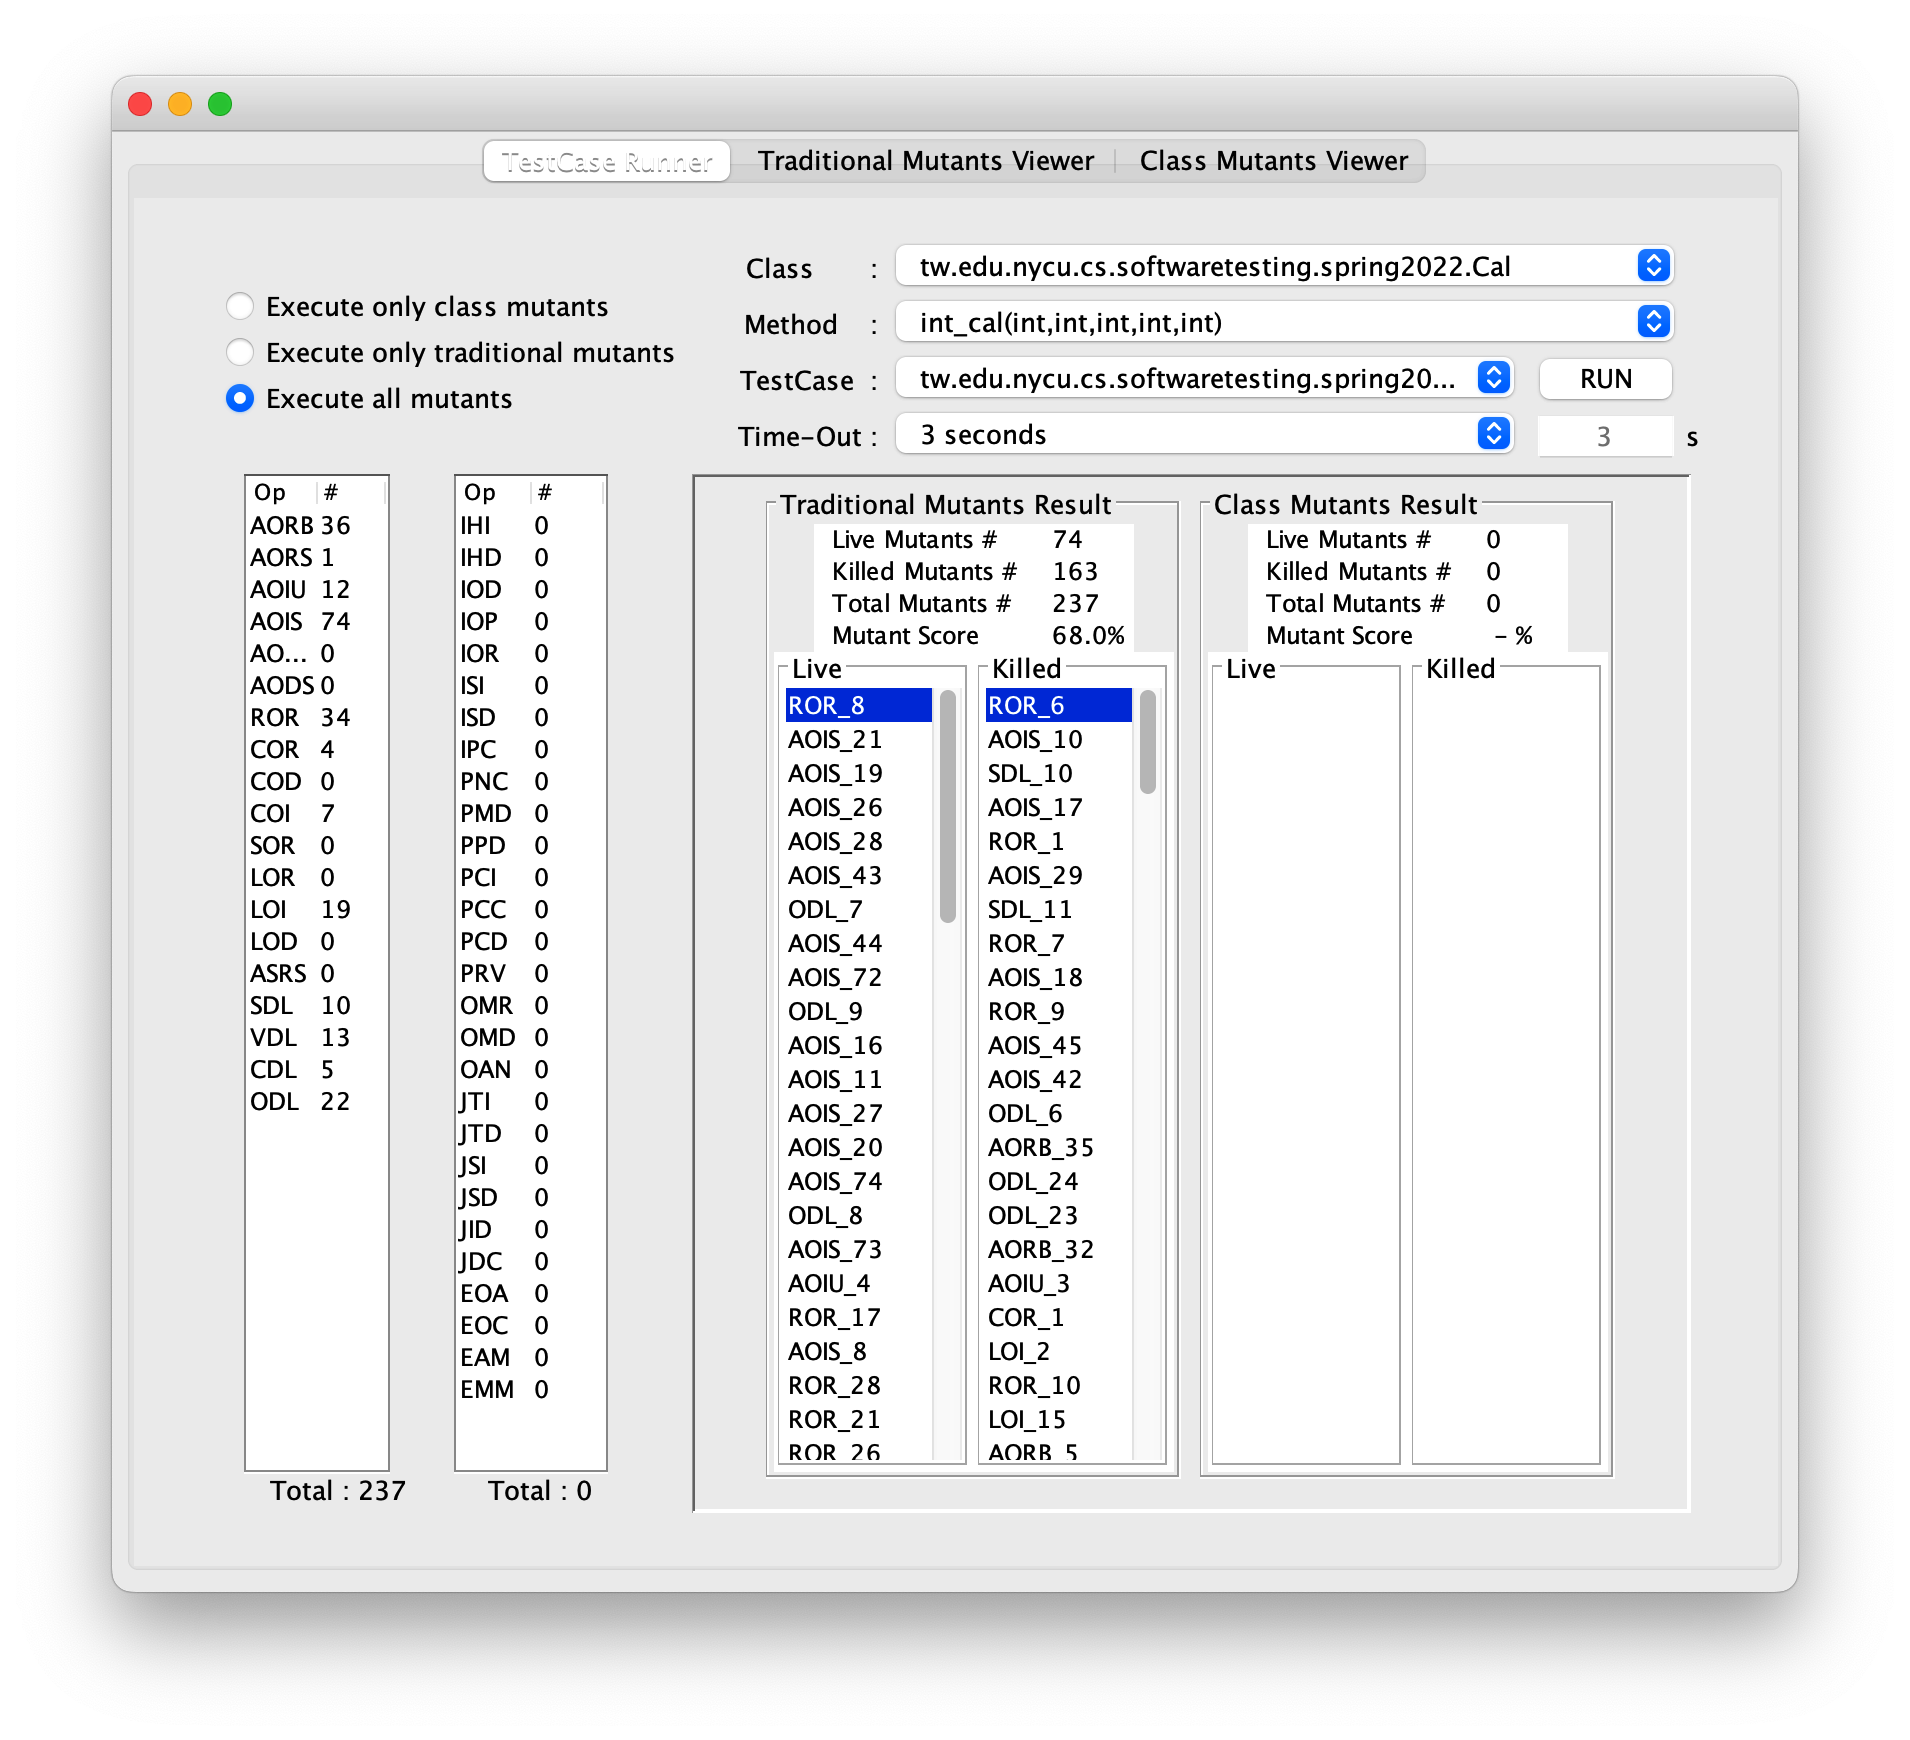 TestCase Runner Traditional Mutants Viewer Class Mutants Viewer
Execute only class mutants
Execute only traditional mutants
Execute all mutants
Class : tw.edu.nycu.cs.softwaretesting.spring2022.Cal
Method : int_cal(int,int,int,int,int)
TestCase : tw.edu.nycu.cs.softwaretesting.spring20... RUN
Time-Out : 3 seconds 3 s
Op #
AORB 36
AORS 1
AOIU 12
AOIS 74
AO... 0
AODS 0
ROR 34
COR 4
COD 0
COI 7
SOR 0
LOR 0
LOI 19
LOD 0
ASRS 0
SDL 10
VDL 13
CDL 5
ODL 22
Total : 237
Op #
IHI 0
IHD 0
IOD 0
IOP 0
IOR 0
ISI 0
ISD 0
IPC 0
PNC 0
PMD 0
PPD 0
PCI 0
PCC 0
PCD 0
PRV 0
OMR 0
OMD 0
OAN 0
JTI 0
JTD 0
JSI 0
JSD 0
JID 0
JDC 0
EOA 0
EOC 0
EAM 0
EMM 0
Total : 0
Traditional Mutants Result
Live Mutants # 74
Killed Mutants # 163
Total Mutants # 237
Mutant Score 68.0%
Live
ROR_8
AOIS_21
AOIS_19
AOIS_26
AOIS_28
AOIS_43
ODL_7
AOIS_44
AOIS_72
ODL_9
AOIS_16
AOIS_11
AOIS_27
AOIS_20
AOIS_74
ODL_8
AOIS_73
AOIU_4
ROR_17
AOIS_8
ROR_28
ROR_21
ROR_26
Killed
ROR_6
AOIS_10
SDL_10
AOIS_17
ROR_1
AOIS_29
SDL_11
ROR_7
AOIS_18
ROR_9
AOIS_45
AOIS_42
ODL_6
AORB_35
ODL_24
ODL_23
AORB_32
AOIU_3
COR_1
LOI_2
ROR_10
LOI_15
AORB_5
Class Mutants Result
Live Mutants # 0
Killed Mutants # 0
Total Mutants # 0
Mutant Score - %
Live
Killed